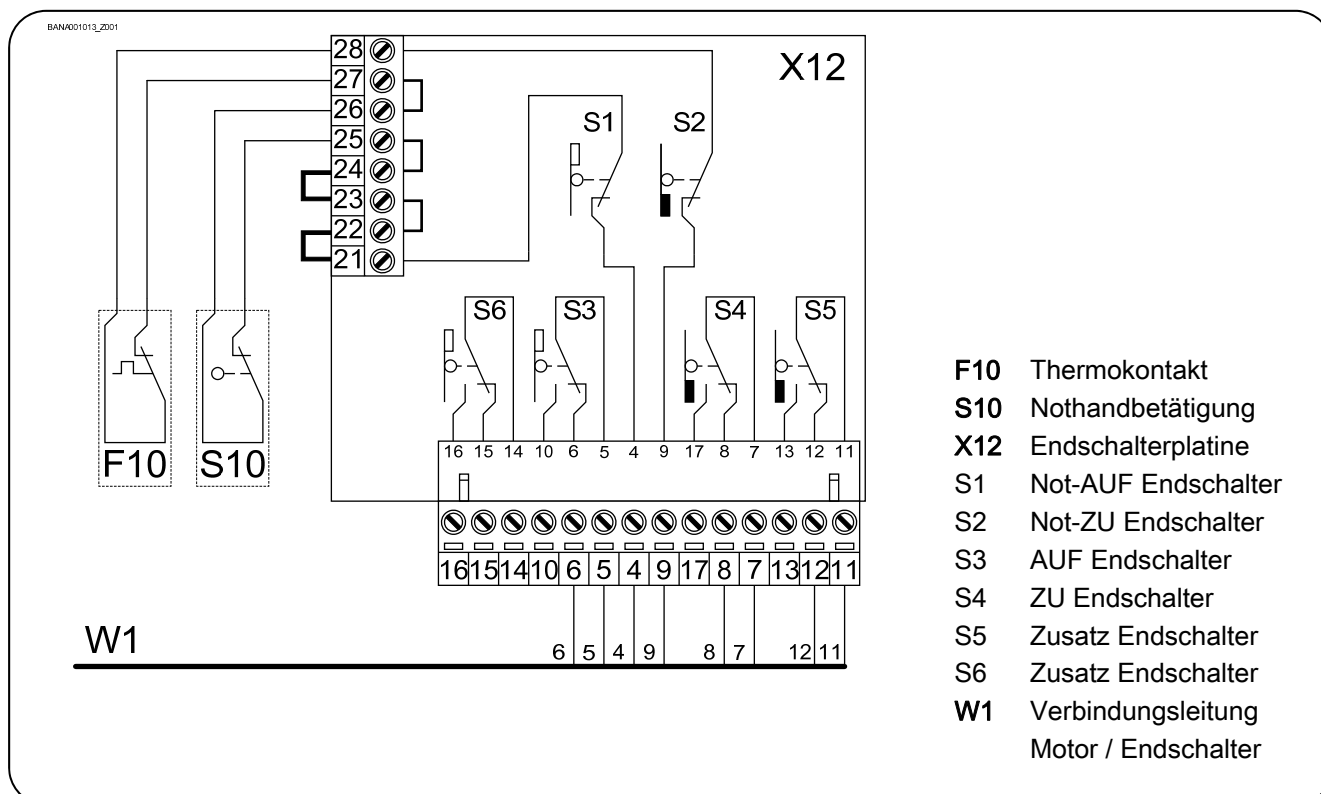 BANA001013_Z001
X12
28
27
26
25
24
23
22
21
S1
S2
S6
S3
S4
S5
F10
S10
16 15 14 10 6 5 4 9 17 8 7 13 12 11
16 15 14 10 6 5 4 9 17 8 7 13 12 11
W1
6 5 4 9 8 7 12 11
F10 Thermokontakt
S10 Nothandbetätigung
X12 Endschalterplatine
S1 Not-AUF Endschalter
S2 Not-ZU Endschalter
S3 AUF Endschalter
S4 ZU Endschalter
S5 Zusatz Endschalter
S6 Zusatz Endschalter
W1 Verbindungsleitung
Motor / Endschalter